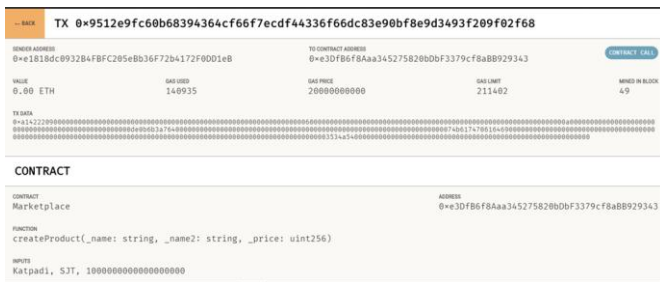 ← BACK TX 0×9512e9fc60b68394364cf66f7ecdf44336f66dc83e90bf8e9d3493f209f02f68
SENDER ADDRESS TO CONTRACT ADDRESS
0×e1818dc0932B4FBFC205eBb36F72b4172F0DD1eB 0×e3DfB6f8Aaa345275820bDbF3379cf8aBB929343 CONTRACT CALL
VALUE GAS USED GAS PRICE GAS LIMIT MINED IN BLOCK
0.00 ETH 140935 20000000000 211402 49
TX DATA
CONTRACT
CONTRACT ADDRESS
Marketplace 0×e3DfB6f8Aaa345275820bDbF3379cf8aBB929343
FUNCTION
createProduct(_name: string, _name2: string, _price: uint256)
INPUTS
Katpadi, SJT, 1000000000000000000